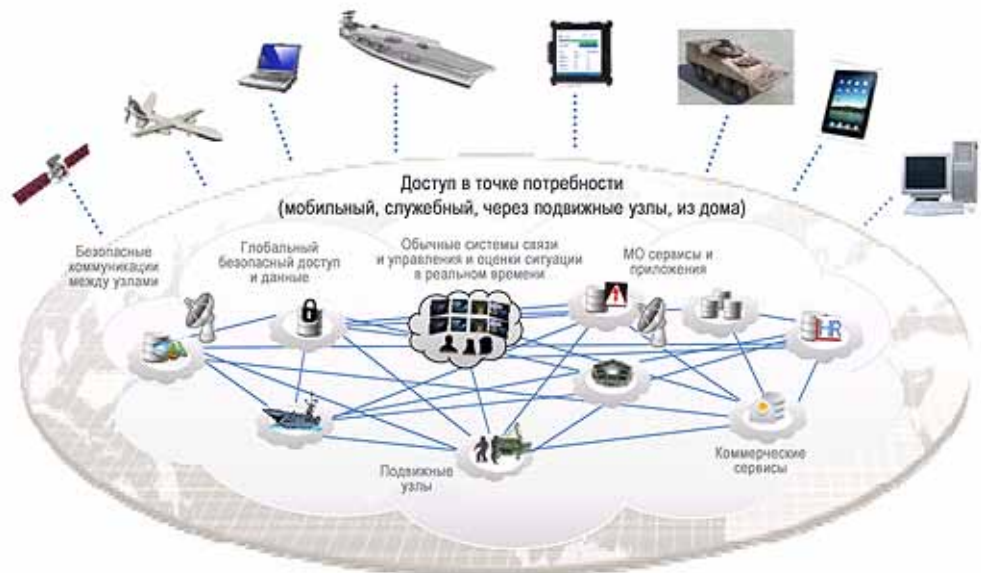 Доступ в точке потребности
(мобильный, служебный, через подвижные узлы, из дома)
Безопасные
коммуникации
между узлами
Глобальный
безопасный доступ
и данные
Обычные системы связи
и управления и оценки ситуации
в реальном времени
МО сервисы и
приложения
HR
Подвижные
узлы
Коммерческие
сервисы